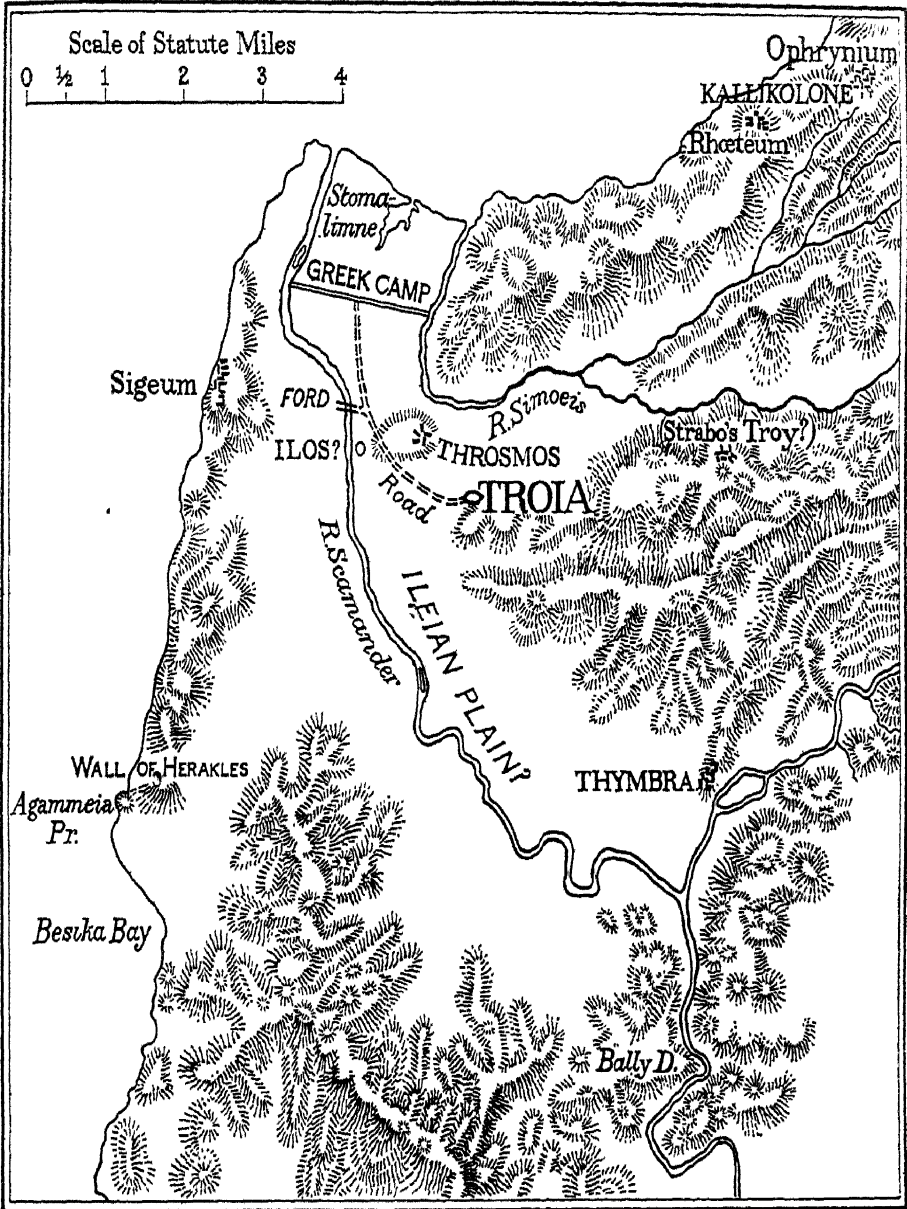 Scale of Statute Miles
0 ½ 1 2 3 4
Ophrynium
KALLIKOLONE
Rhœteum
Stoma-
limne
GREEK CAMP
Sigeum
FORD
R. Simoeis
(Strabo's Troy?)
ILOS?
THROSMOS
TROIA
Road
R. Scamander
ILEIAN PLAIN?
WALL OF HERAKLES
THYMBRA
Agammeia
Pr.
Besika Bay
Bally D.